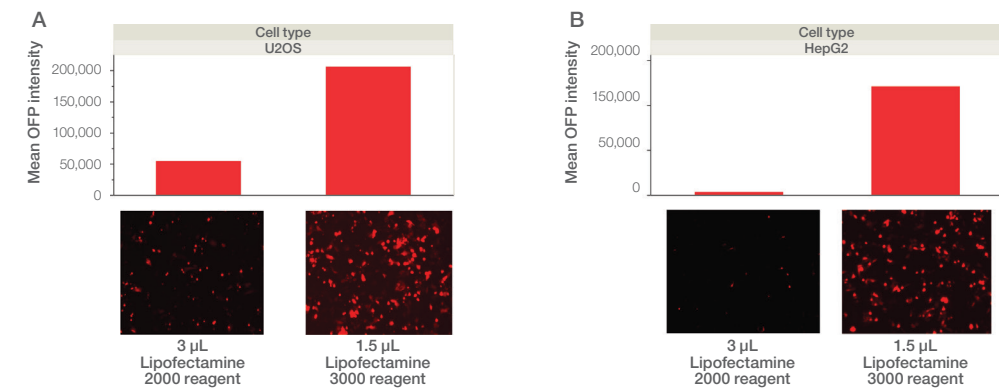 A
Cell type
U2OS
Mean OFP intensity
200,000
150,000
100,000
50,000
0
3 µL
Lipofectamine
2000 reagent
1.5 µL
Lipofectamine
3000 reagent
B
Cell type
HepG2
Mean OFP intensity
200,000
150,000
50,000
0
3 µL
Lipofectamine
2000 reagent
1.5 µL
Lipofectamine
3000 reagent